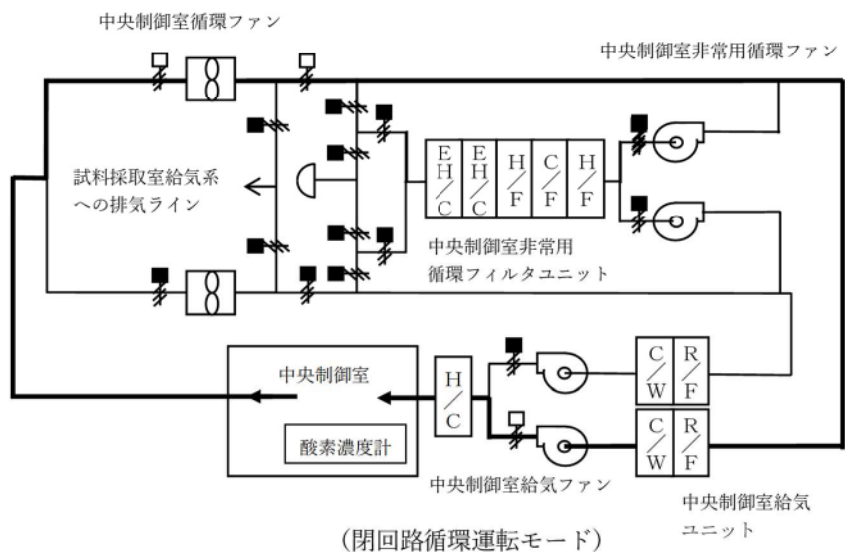 中央制御室循環ファン
中央制御室非常用循環ファン
試料採取室給気系
への排気ライン
EH/C
EH/C
H/F
C/F
H/F
中央制御室非常用
循環フィルタユニット
中央制御室
酸素濃度計
H/C
C/W
R/F
C/W
R/F
中央制御室給気ファン
中央制御室給気
ユニット
(閉回路循環運転モード)